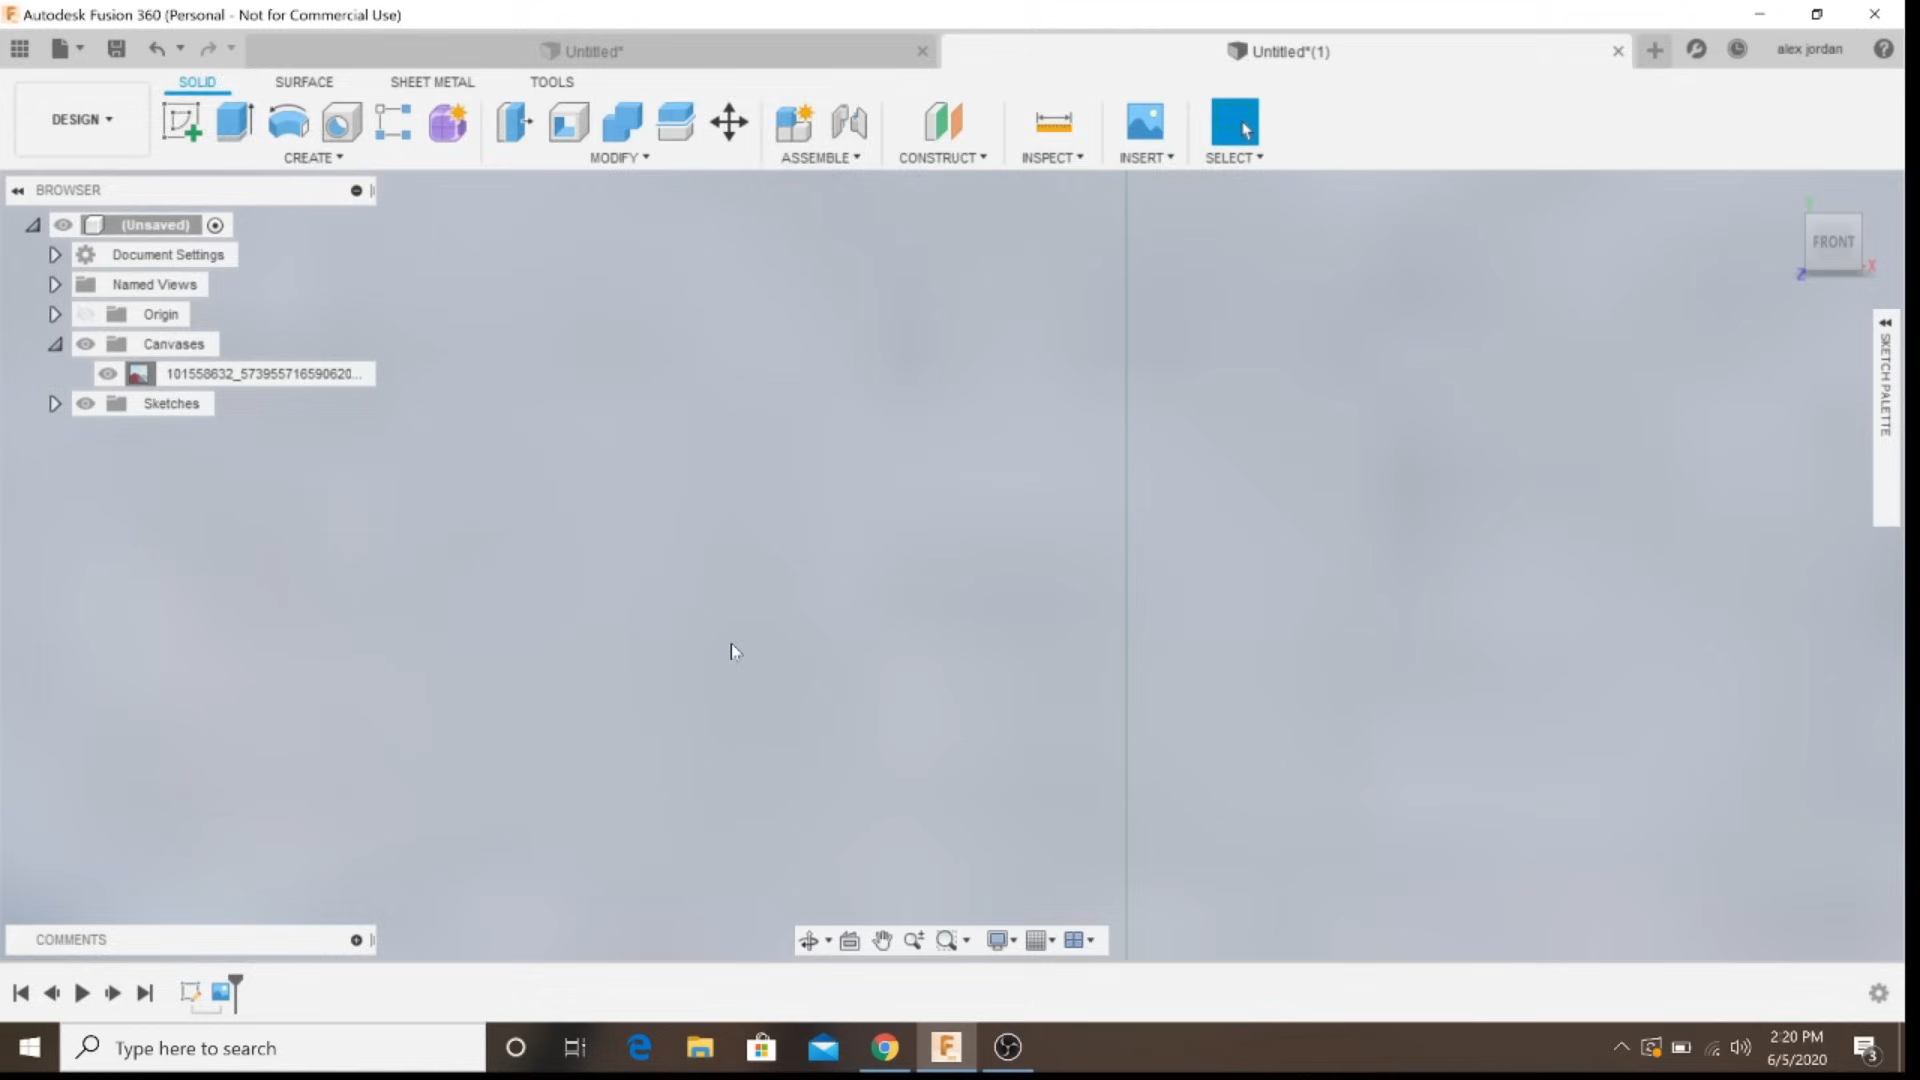 Autodesk Fusion 360 (Personal - Not for Commercial Use)
Untitled*
Untitled*(1)
alex jordan
SOLID
SURFACE
SHEET METAL
TOOLS
DESIGN
CREATE
MODIFY
ASSEMBLE
CONSTRUCT
INSPECT
INSERT
SELECT
BROWSER
(Unsaved)
Document Settings
Named Views
Origin
Canvases
101558632_573955716590620...
Sketches
FRONT
X
Z
SKETCH PALETTE
COMMENTS
Type here to search
2:20 PM
6/5/2020
3